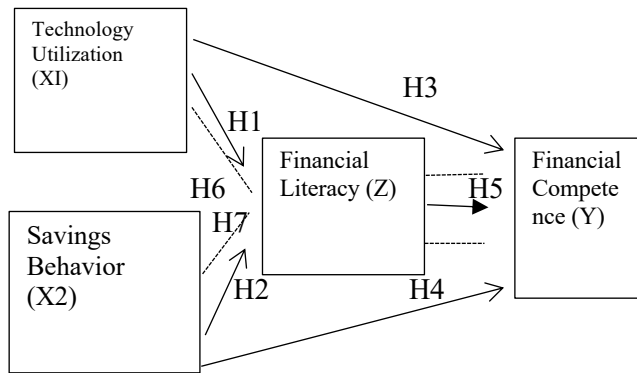 Technology
Utilization
(XI)
H3
H1
Financial
Literacy (Z)
Financial
Compete
nce (Y)
H6
H5
H7
Savings
Behavior
(X2)
H2
H4